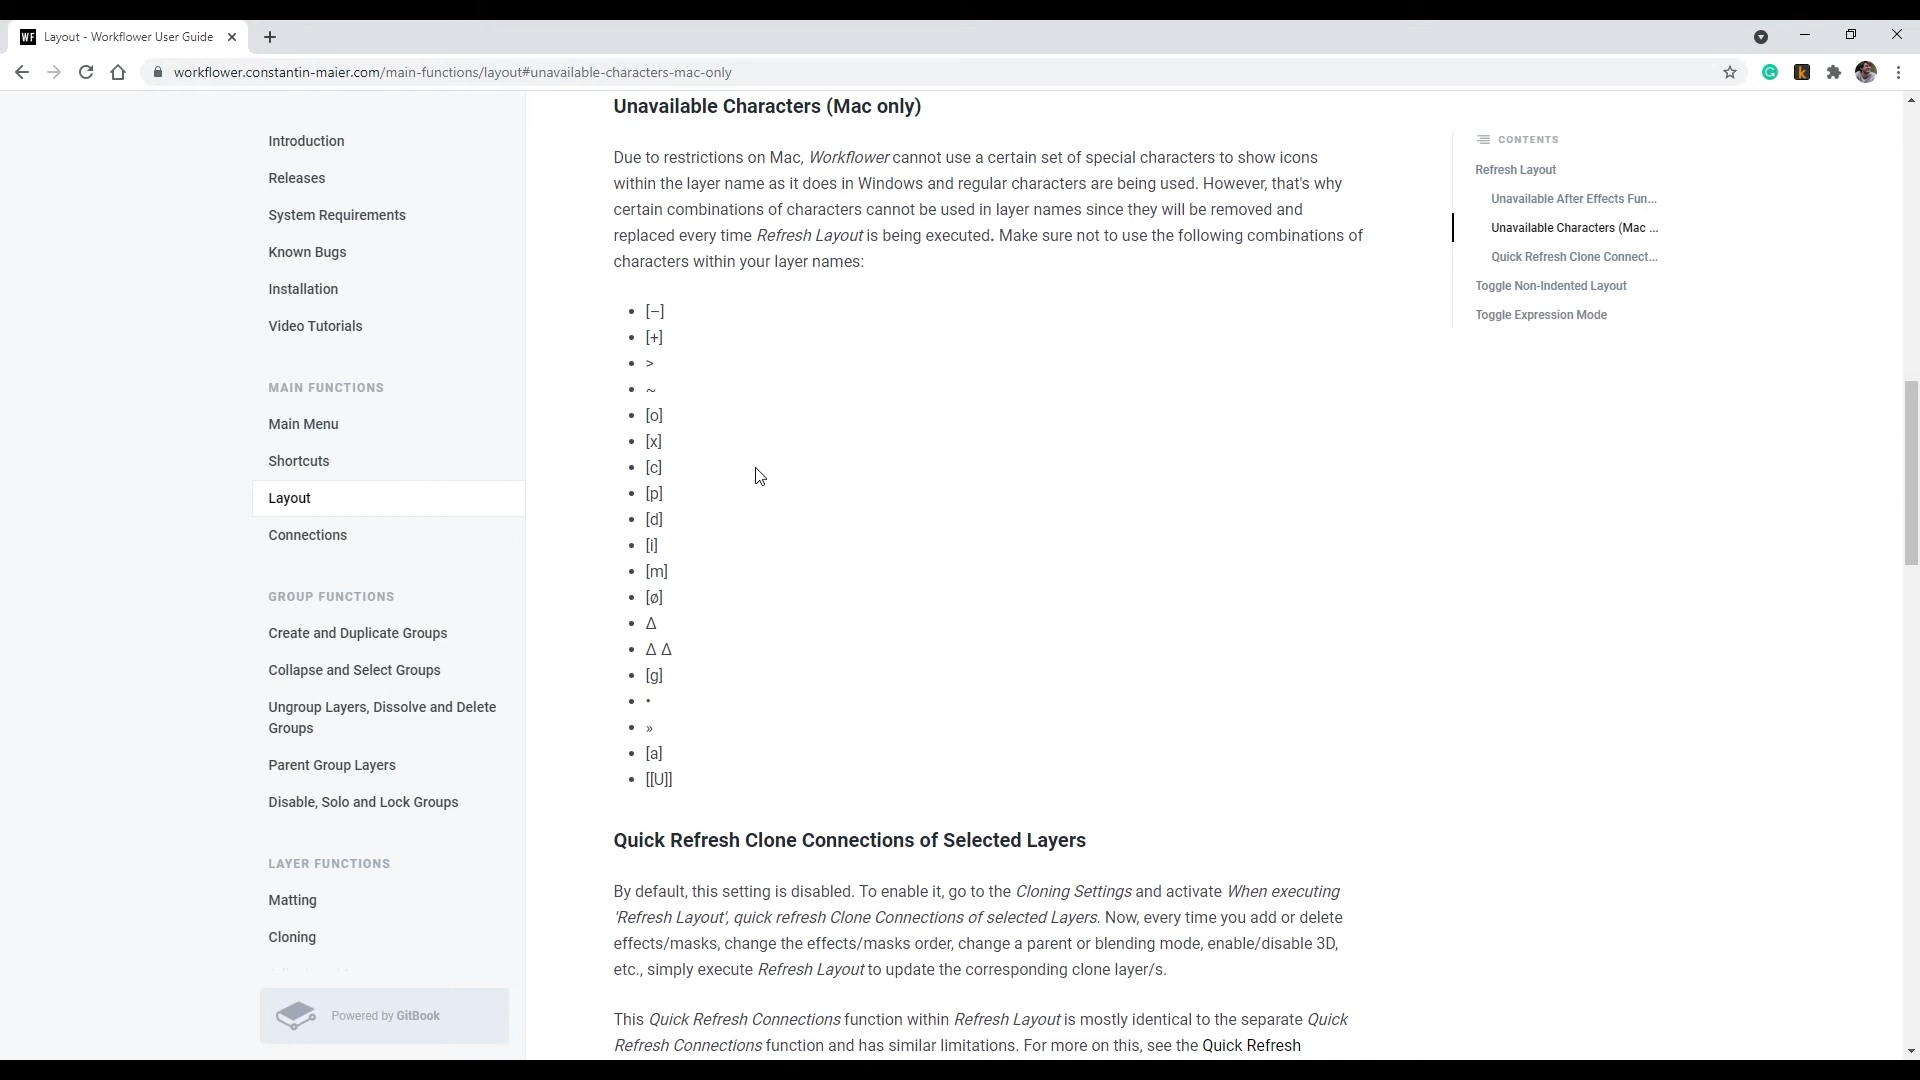 WF Layout - Workflower User Guide
workflower.constantin-maier.com/main-functions/layout#unavailable-characters-mac-only
Introduction
Releases
System Requirements
Known Bugs
Installation
Video Tutorials
MAIN FUNCTIONS
Main Menu
Shortcuts
Layout
Connections
GROUP FUNCTIONS
Create and Duplicate Groups
Collapse and Select Groups
Ungroup Layers, Dissolve and Delete
Groups
Parent Group Layers
Disable, Solo and Lock Groups
LAYER FUNCTIONS
Matting
Cloning
Powered by GitBook
Unavailable Characters (Mac only)
Due to restrictions on Mac, Workflower cannot use a certain set of special characters to show icons
within the layer name as it does in Windows and regular characters are being used. However, that's why
certain combinations of characters cannot be used in layer names since they will be removed and
replaced every time Refresh Layout is being executed. Make sure not to use the following combinations of
characters within your layer names:
• [–]
• [+]
• >
• ~
• [o]
• [x]
• [c]
• [p]
• [d]
• [i]
• [m]
• [ø]
• Δ
• Δ Δ
• [g]
• •
• »
• [a]
• [[U]]
Quick Refresh Clone Connections of Selected Layers
By default, this setting is disabled. To enable it, go to the Cloning Settings and activate When executing
'Refresh Layout', quick refresh Clone Connections of selected Layers. Now, every time you add or delete
effects/masks, change the effects/masks order, change a parent or blending mode, enable/disable 3D,
etc., simply execute Refresh Layout to update the corresponding clone layer/s.
This Quick Refresh Connections function within Refresh Layout is mostly identical to the separate Quick
Refresh Connections function and has similar limitations. For more on this, see the Quick Refresh
CONTENTS
Refresh Layout
Unavailable After Effects Fun...
Unavailable Characters (Mac ...
Quick Refresh Clone Connect...
Toggle Non-Indented Layout
Toggle Expression Mode